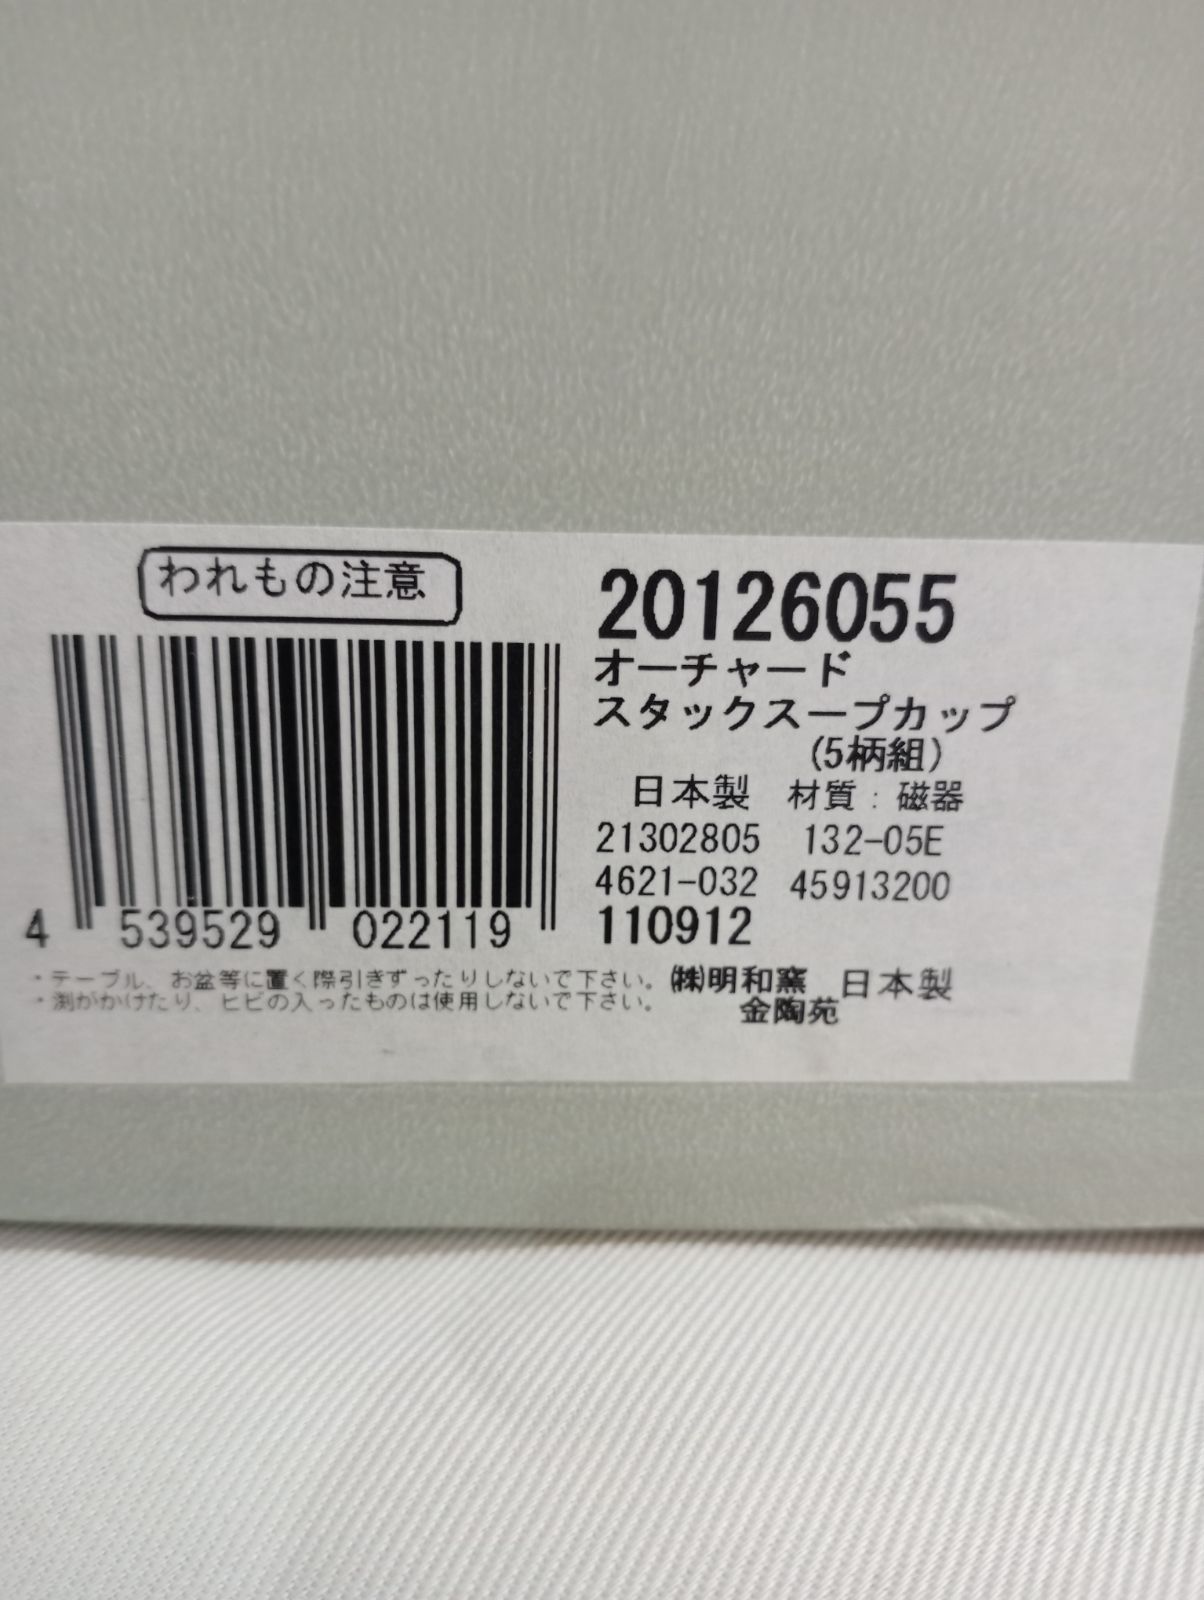 われもの注意
20126055
オーチャード
スタックスープカップ
(5柄組)
日本製 材質:磁器
21302805 132-05E
4621-032 45913200
110912
4 539529 022119
・テーブル、お盆等に置く際引きずったりしないで下さい。
・渕がかけたり、ヒビの入ったものは使用しないで下さい。
㈱明和窯 日本製
金陶苑